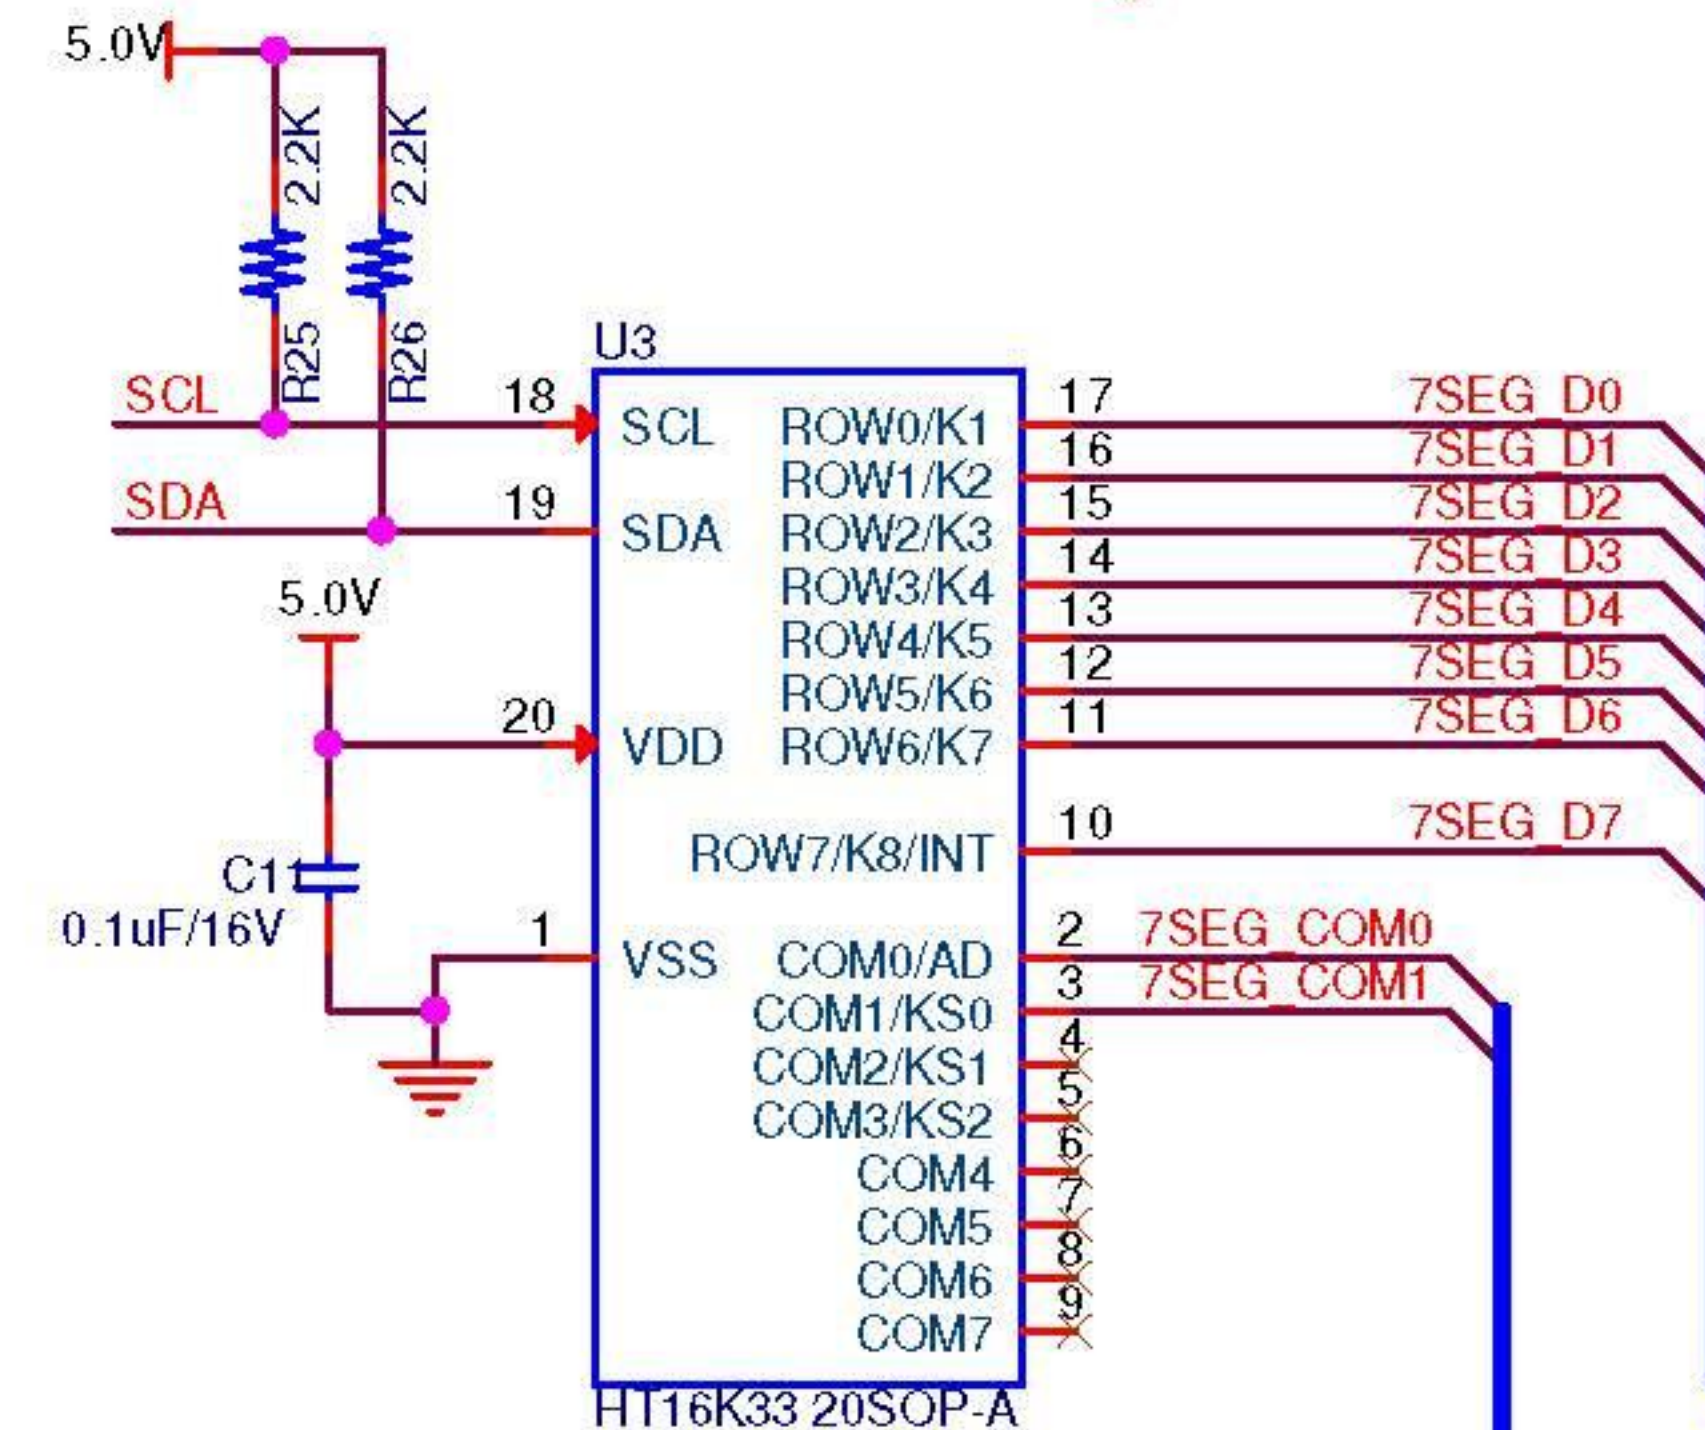 5.0V
2.2K
2.2K
R25
R26
U3
SCL
18
SCL
ROW0/K1
17
7SEG_D0
ROW1/K2
16
7SEG_D1
SDA
19
SDA
ROW2/K3
15
7SEG_D2
ROW3/K4
14
7SEG_D3
5.0V
ROW4/K5
13
7SEG_D4
ROW5/K6
12
7SEG_D5
20
VDD
ROW6/K7
11
7SEG_D6
ROW7/K8/INT
10
7SEG_D7
C11
0.1uF/16V
1
VSS
COM0/AD
2
7SEG_COM0
COM1/KS0
3
7SEG_COM1
COM2/KS1
4
COM3/KS2
5
COM4
6
COM5
7
COM6
8
COM7
9
HT16K33 20SOP-A